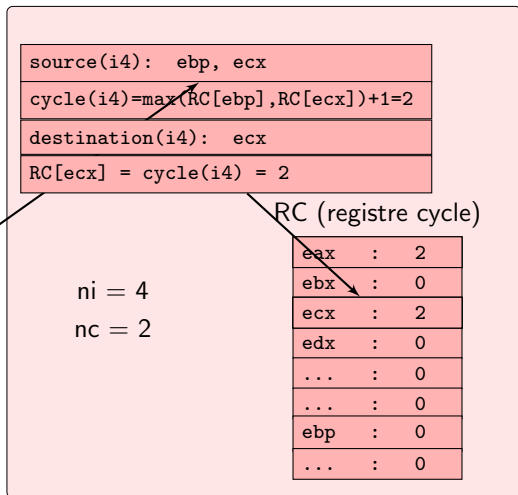 source(i4): ebp, ecx
cycle(i4)=max(RC[ebp],RC[ecx])+1=2
destination(i4): ecx
RC[ecx] = cycle(i4) = 2
RC (registre cycle)
eax : 2
ebx : 0
ecx : 2
edx : 0
... : 0
... : 0
ebp : 0
... : 0
ni = 4
nc = 2